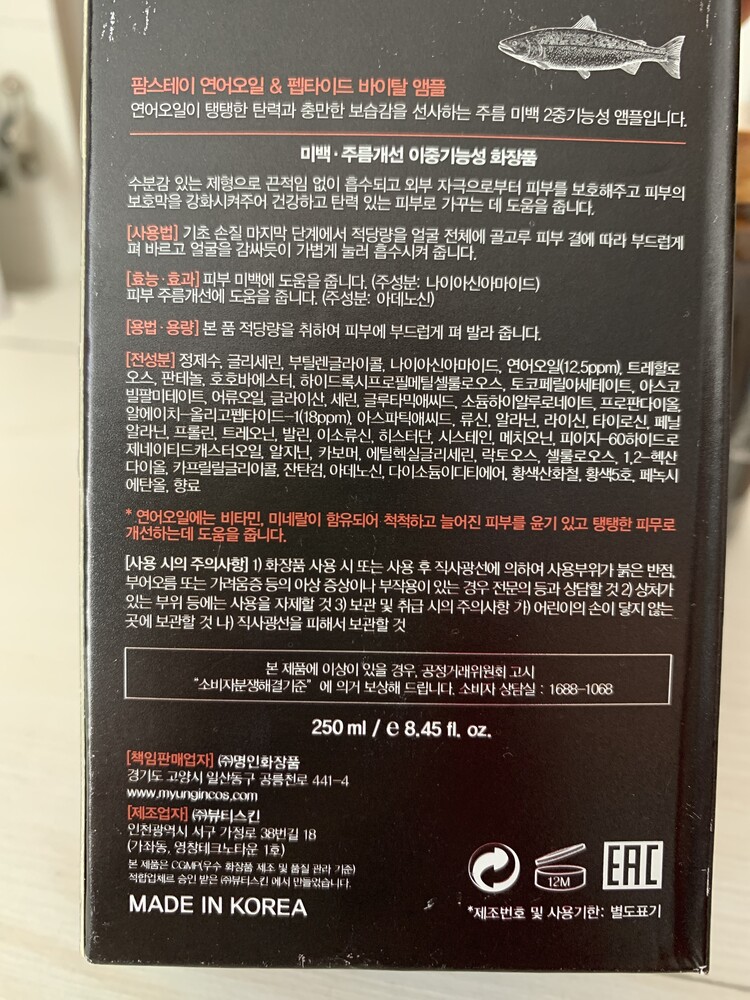 팜스테이 연어오일 & 펩타이드 바이탈 앰플
연어오일이 탱탱한 탄력과 충만한 보습감을 선사하는 주름 미백 2중기능성 앰플입니다.
미백·주름개선 이중기능성 화장품
수분감 있는 제형으로 끈적임 없이 흡수되고 외부 자극으로부터 피부를 보호해주고 피부의
보호막을 강화시켜주어 건강하고 탄력 있는 피부로 가꾸는 데 도움을 줍니다.
[사용법] 기초 손질 마지막 단계에서 적당량을 얼굴 전체에 골고루 피부 결에 따라 부드럽게
펴 바르고 얼굴을 감싸듯이 가볍게 눌러 흡수시켜 줍니다.
[효능·효과] 피부 미백에 도움을 줍니다. (주성분: 나이아신아마이드)
피부 주름개선에 도움을 줍니다. (주성분: 아데노신)
[용법·용량] 본 품 적당량을 취하여 피부에 부드럽게 펴 발라 줍니다.
[전성분] 정제수, 글리세린, 부틸렌글라이콜, 나이아신아마이드, 연어오일(12.5ppm), 트레할로
오스, 판테놀, 호호바에스터, 하이드록시프로필메틸셀룰로오스, 토코페릴아세테이트, 아스코
빌팔미테이트, 어류오일, 글라이신, 세린, 글루타믹애씨드, 소듐하이알루로네이트, 프로판다이올,
알에이치-올리고펩타이드-1(18ppm), 아스파틱애씨드, 류신, 알라닌, 라이신, 타이로신, 페닐
알라닌, 프롤린, 트레오닌, 발린, 이소류신, 히스티딘, 시스테인, 메치오닌, 피이지-60하이드로
제네이티드캐스터오일, 알지닌, 카보머, 에틸헥실글리세린, 락토오스, 셀룰로오스, 1,2-헥산
다이올, 카프릴릴글라이콜, 잔탄검, 아데노신, 다이소듐이디티에이, 황색산화철, 황색5호, 페녹시
에탄올, 향료
* 연어오일에는 비타민, 미네랄이 함유되어 척척하고 늘어진 피부를 윤기 있고 탱탱한 피무로
개선하는데 도움을 줍니다.
[사용 시의 주의사항] 1) 화장품 사용 시 또는 사용 후 직사광선에 의하여 사용부위가 붉은 반점,
부어오름 또는 가려움증 등의 이상 증상이나 부작용이 있는 경우 전문의 등과 상담할 것 2) 상처가
있는 부위 등에는 사용을 자제할 것 3) 보관 및 취급 시의 주의사항 가) 어린이의 손이 닿지 않는
곳에 보관할 것 나) 직사광선을 피해서 보관할 것
본 제품에 이상이 있을 경우, 공정거래위원회 고시
"소비자분쟁해결기준" 에 의거 보상해 드립니다. 소비자 상담실 : 1688-1068
250 ml / ℮ 8.45 fl. oz.
[책임판매업자] ㈜명인화장품
경기도 고양시 일산동구 공릉천로 441-4
www.myungincos.com
[제조업자] ㈜뷰티스킨
인천광역시 서구 가정로 38번길 18
(가좌동, 영창테크노타운 1호)
본 제품은 CGMP(우수 화장품 제조 및 품질 관리 기준)
적합업체로 승인 받은 ㈜뷰티스킨 에서 만들었습니다.
MADE IN KOREA
12M
EAC
*제조번호 및 사용기한: 별도표기